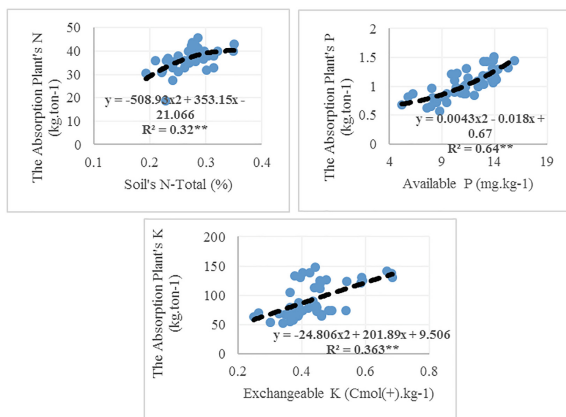 The Absorption Plant's N
(kg.ton-1)
50
40
30
20
10
0
y = -508.93x2 + 353.15x -
21.066
R² = 0.32**
0.1 0.2 0.3 0.4
Soil's N-Total (%)
The Absorption Plant's P
(kg.ton-1)
2
1.5
1
0.5
0
y = 0.0043x2 - 0.018x +
0.67
R² = 0.64**
4 9 14 19
Available P (mg.kg-1)
The Absorption Plant's K
(kg.ton-1)
200
150
100
50
0
y = -24.806x2 + 201.89x + 9.506
R² = 0.363**
0.2 0.4 0.6 0.8
Exchangeable K (Cmol(+).kg-1)